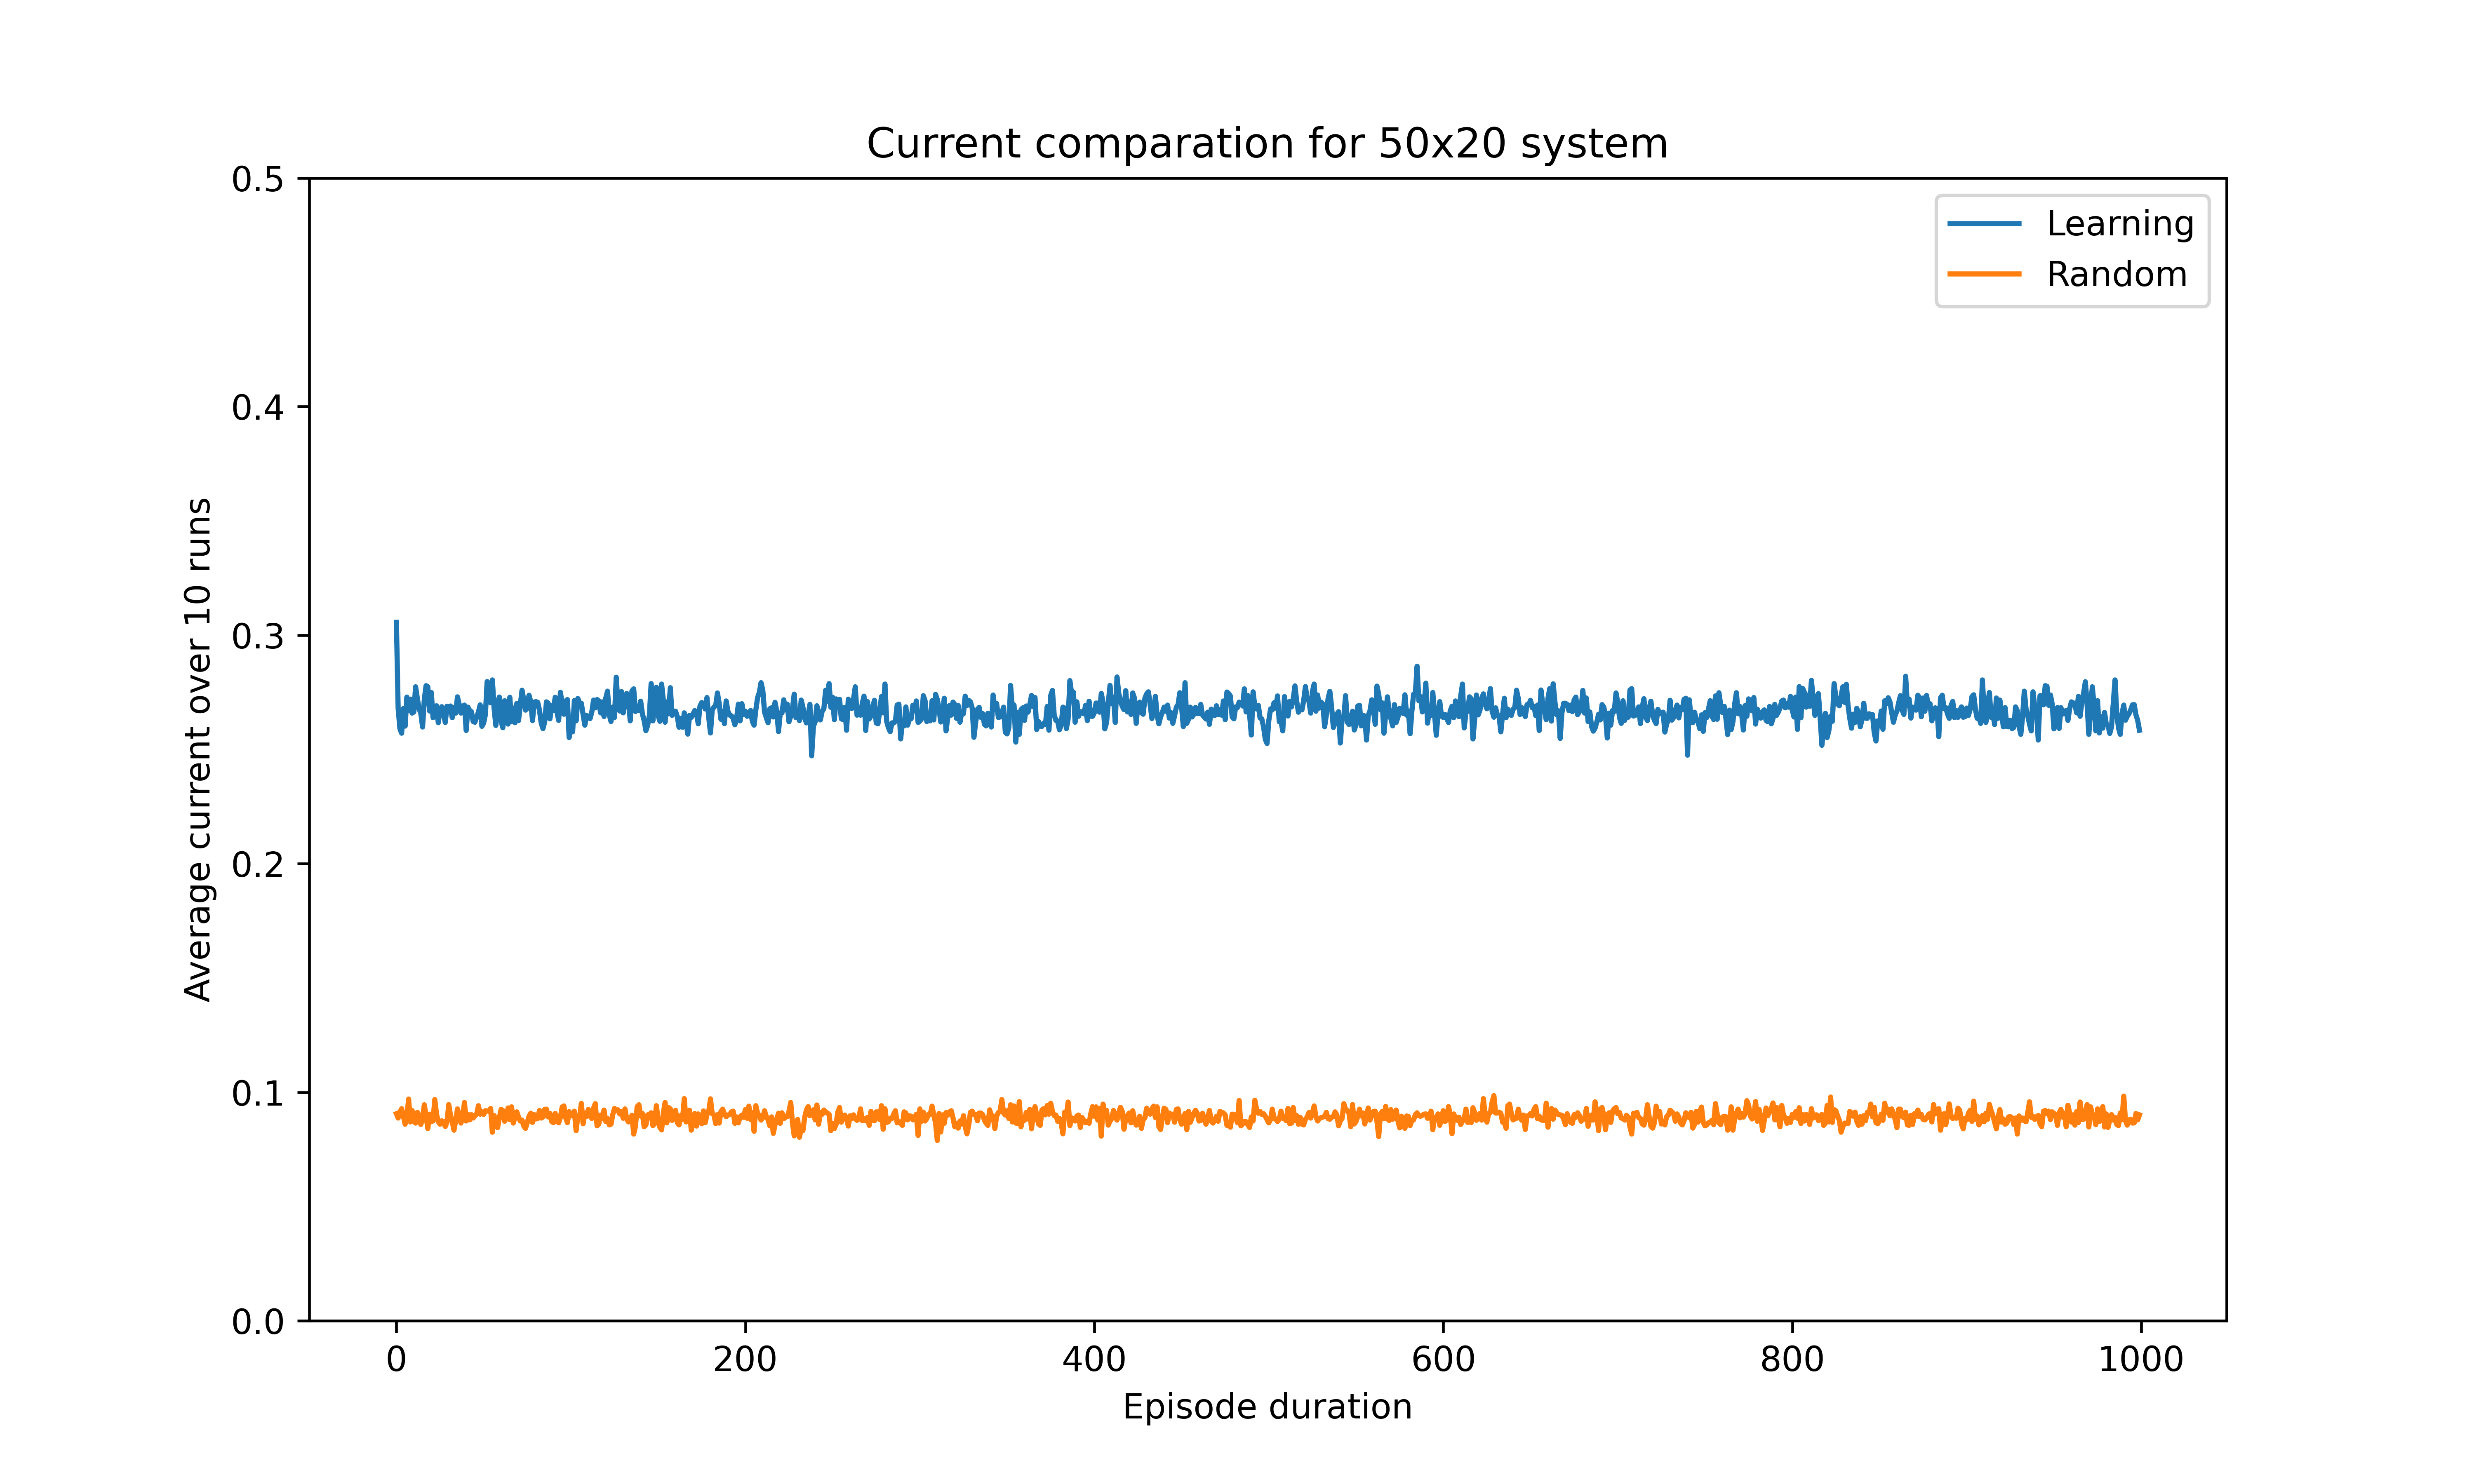 Current comparation for 50x20 system
0.5
0.4
0.3
0.2
0.1
0.0
Average current over 10 runs
Learning
Random
0 200 400 600 800 1000
Episode duration